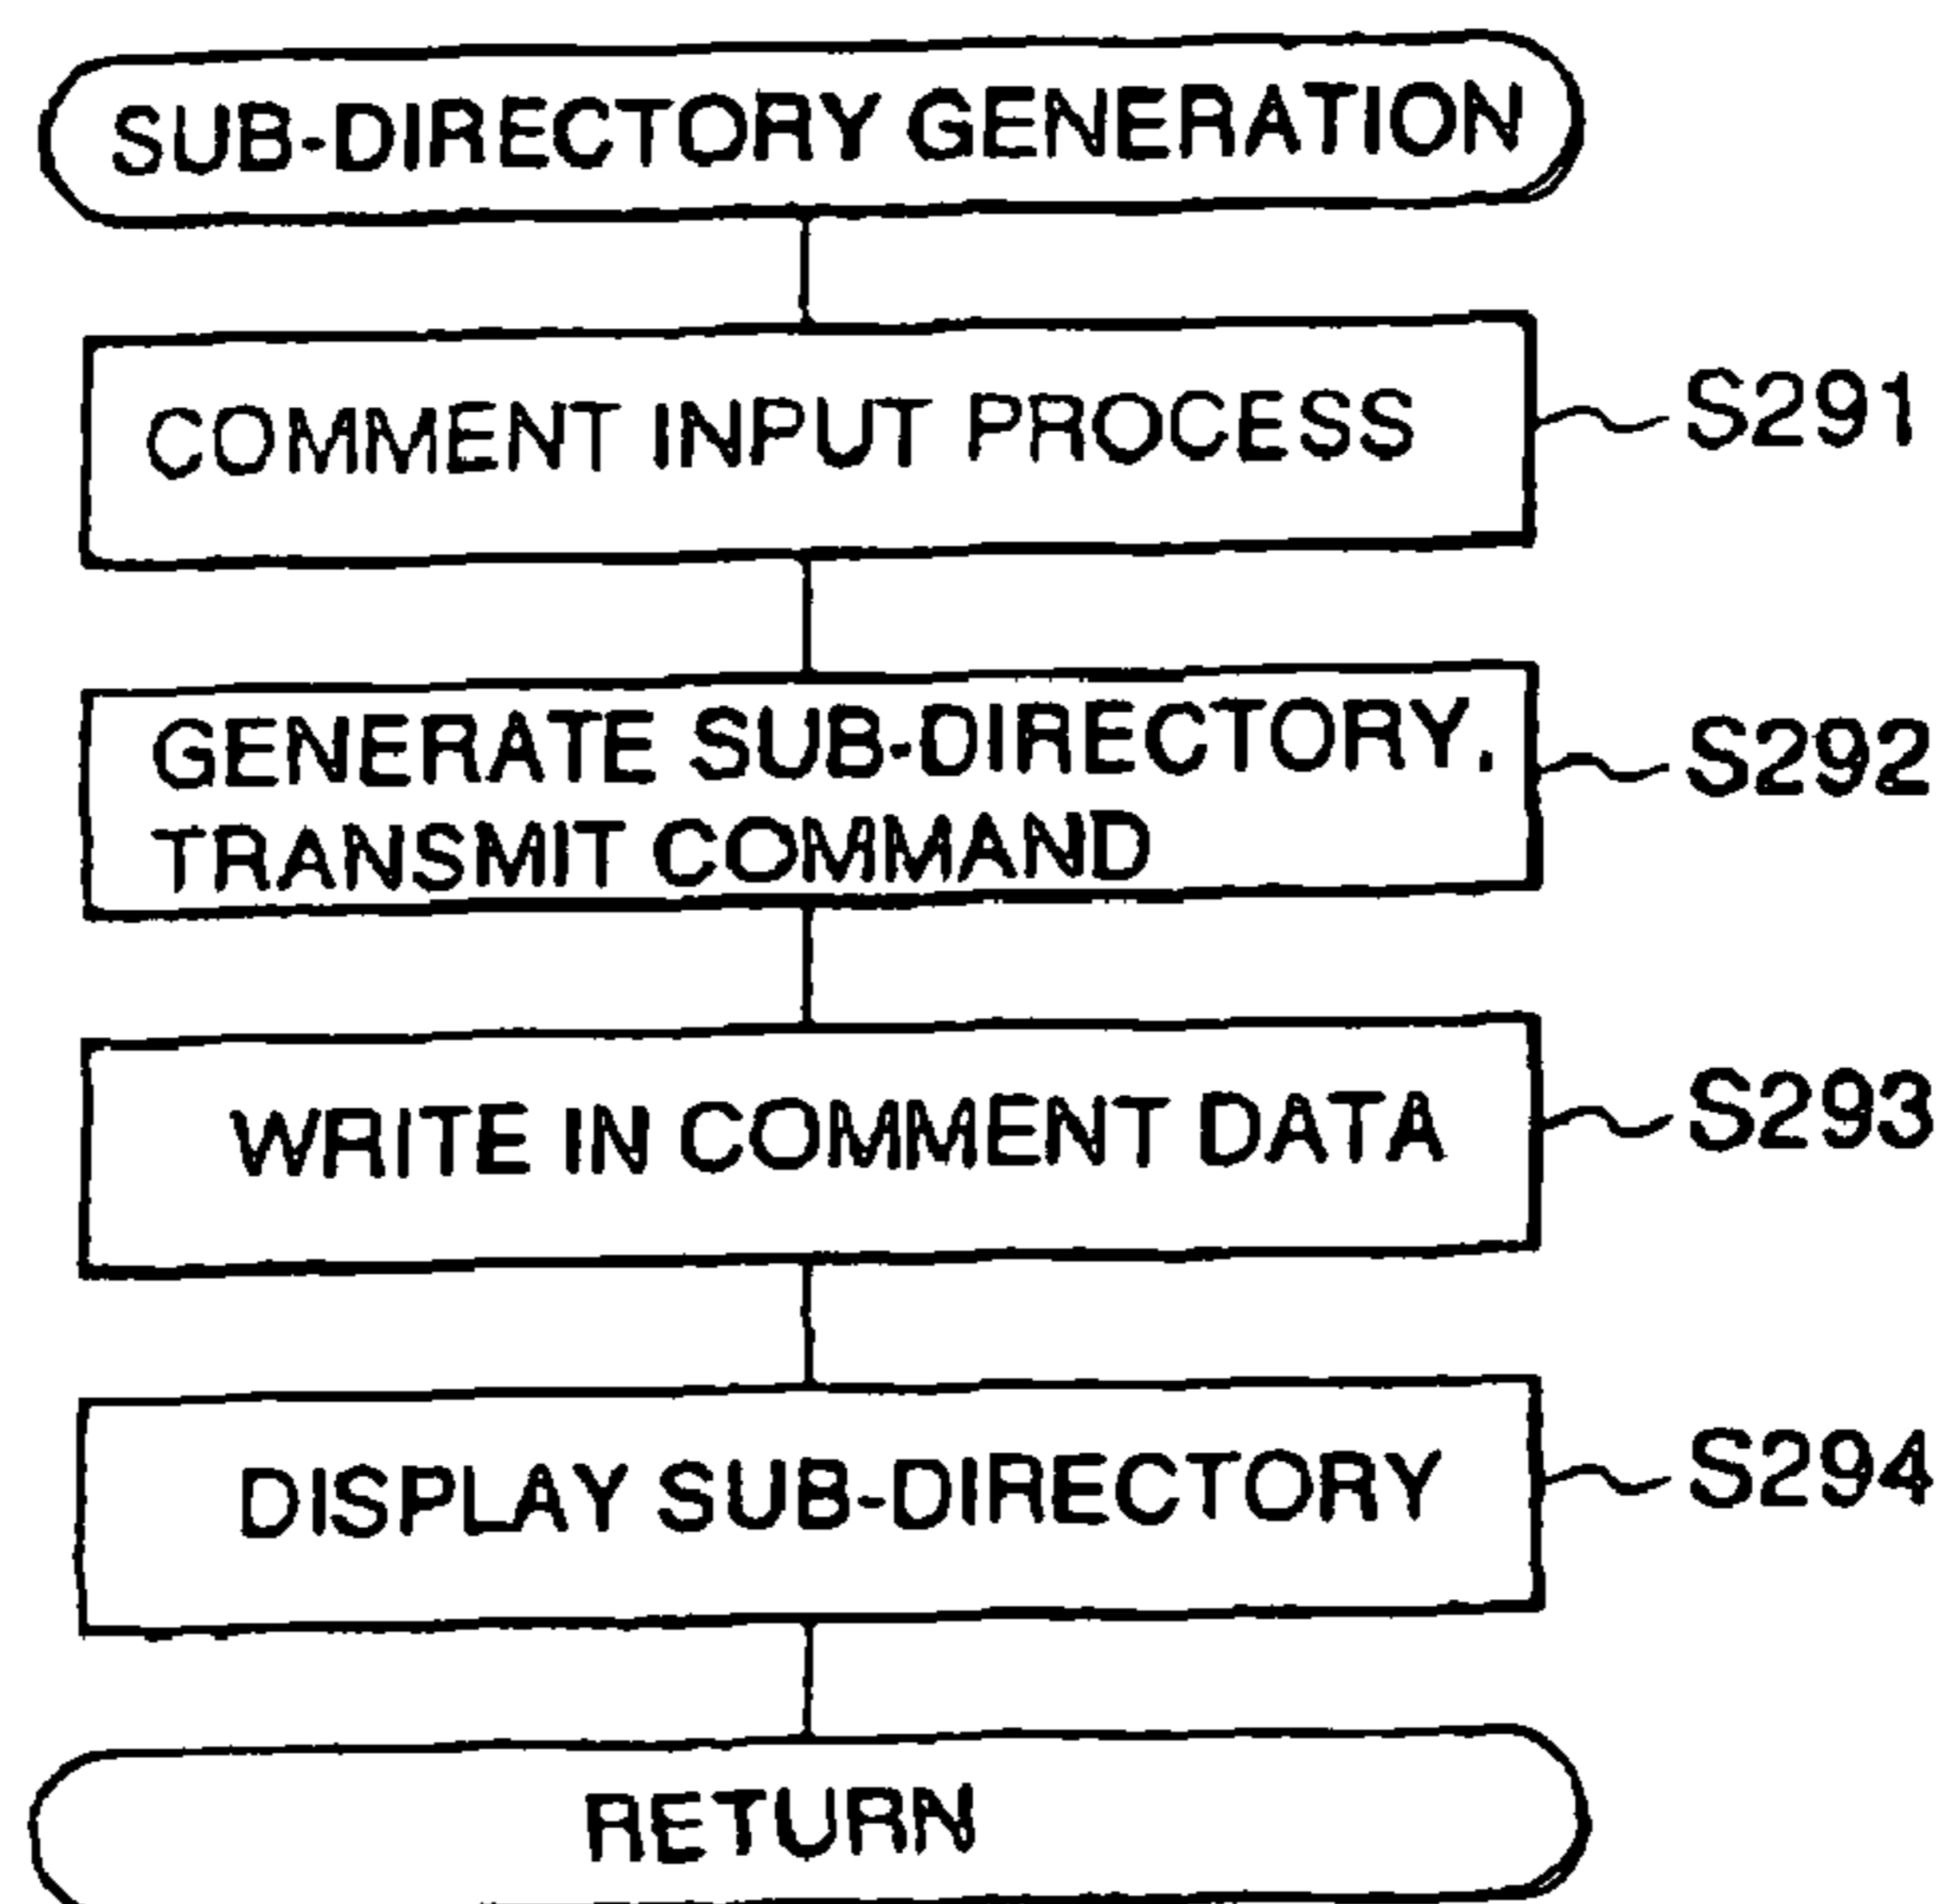 SUB-DIRECTORY GENERATION
COMMENT INPUT PROCESS
S291
GENERATE SUB-DIRECTORY.
TRANSMIT COMMAND
S292
WRITE IN COMMENT DATA
S293
DISPLAY SUB-DIRECTORY
S294
RETURN